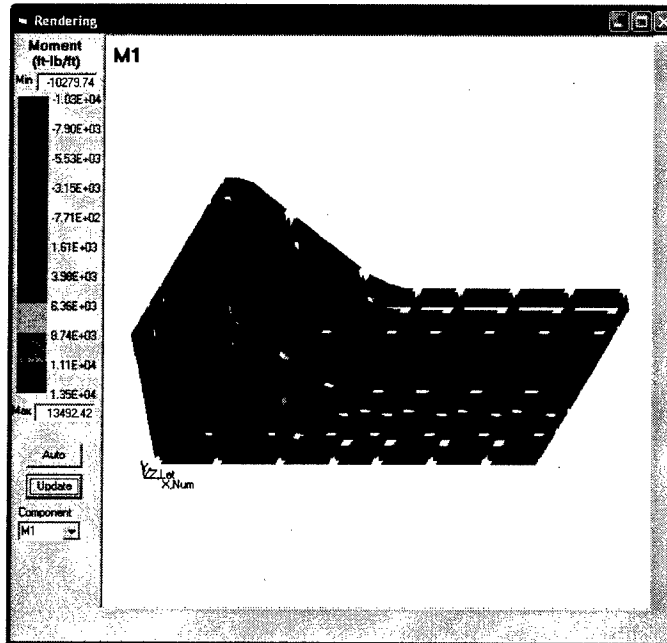 Rendering
Moment
(ft-lb/ft)
M1
Min -10279.74
-1.03E+04
-7.90E+03
-5.53E+03
-3.15E+03
-7.71E+02
1.61E+03
3.98E+03
6.36E+03
8.74E+03
1.11E+04
1.35E+04
Max 13492.42
Auto
Update
Component
M1
Y
Z,Let
X,Num